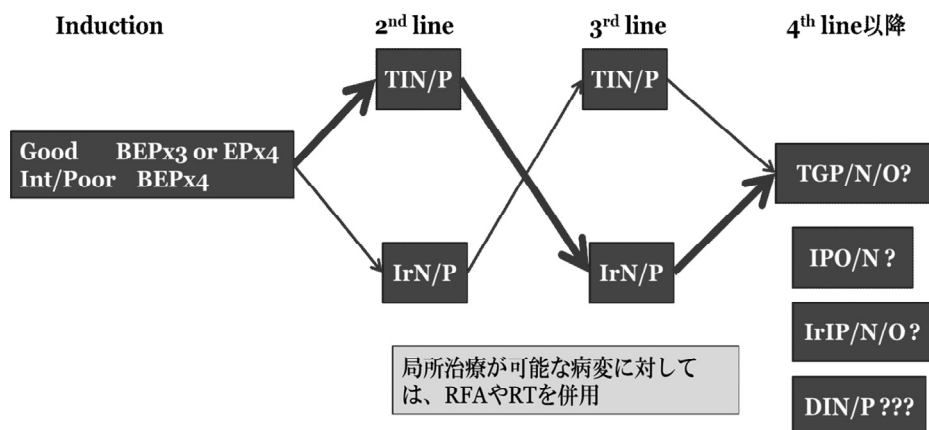 Induction
2nd line
3rd line
4th line以降
TIN/P
TIN/P
Good BEPx3 or EPx4
Int/Poor BEPx4
TGP/N/O?
IrN/P
IrN/P
IPO/N ?
IrIP/N/O ?
局所治療が可能な病変に対して
は、RFAやRTを併用
DIN/P ???